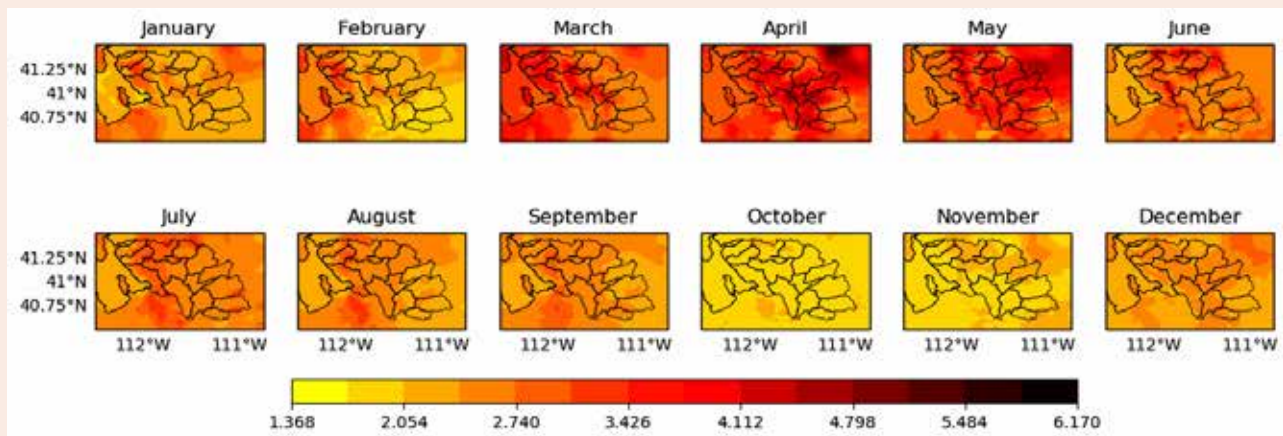 January February March April May June
41.25°N
41°N
40.75°N
July August September October November December
41.25°N
41°N
40.75°N
112°W 111°W 112°W 111°W 112°W 111°W 112°W 111°W 112°W 111°W 112°W 111°W
1.368 2.054 2.740 3.426 4.112 4.798 5.484 6.170